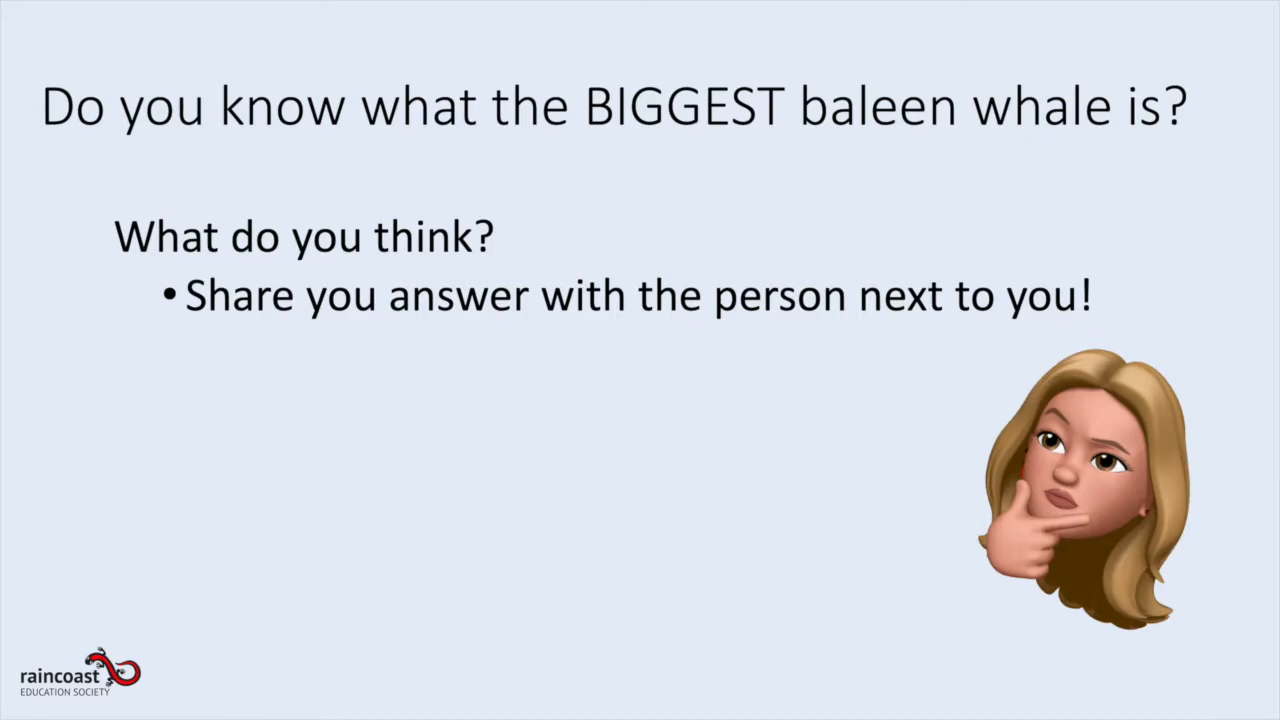 Do you know what the BIGGEST baleen whale is?
What do you think?
• Share you answer with the person next to you!
raincoast
EDUCATION SOCIETY